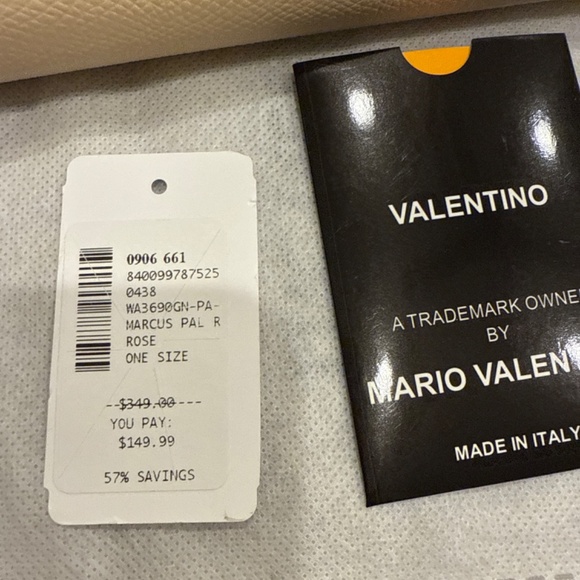 0906 661
840099787525
0438
WA3690GN-PA-
MARCUS PAL R
ROSE
ONE SIZE
$349.00
YOU PAY:
$149.99
57% SAVINGS
VALENTINO
A TRADEMARK OWNE
BY
MARIO VALEN
MADE IN ITALY